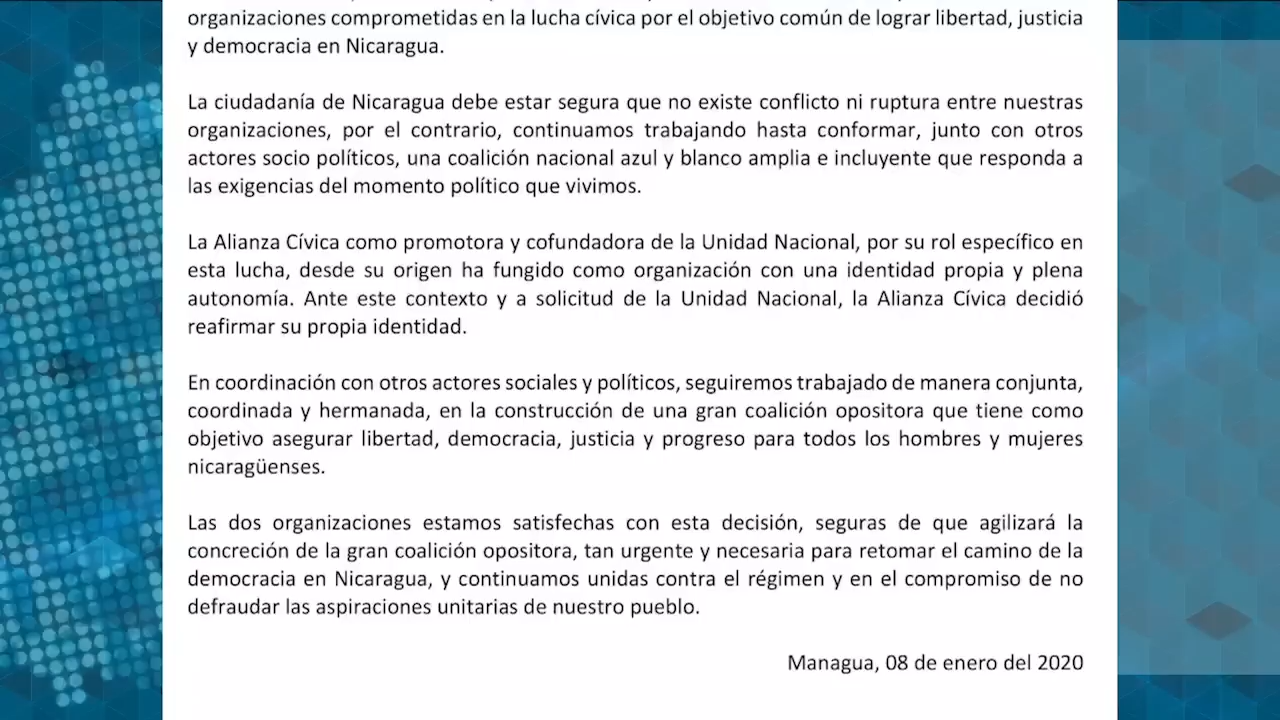 organizaciones comprometidas en la lucha cívica por el objetivo común de lograr libertad, justicia
y democracia en Nicaragua.
La ciudadanía de Nicaragua debe estar segura que no existe conflicto ni ruptura entre nuestras
organizaciones, por el contrario, continuamos trabajando hasta conformar, junto con otros
actores socio políticos, una coalición nacional azul y blanco amplia e incluyente que responda a
las exigencias del momento político que vivimos.
La Alianza Cívica como promotora y cofundadora de la Unidad Nacional, por su rol específico en
esta lucha, desde su origen ha fungido como organización con una identidad propia y plena
autonomía. Ante este contexto y a solicitud de la Unidad Nacional, la Alianza Cívica decidió
reafirmar su propia identidad.
En coordinación con otros actores sociales y políticos, seguiremos trabajado de manera conjunta,
coordinada y hermanada, en la construcción de una gran coalición opositora que tiene como
objetivo asegurar libertad, democracia, justicia y progreso para todos los hombres y mujeres
nicaragüenses.
Las dos organizaciones estamos satisfechas con esta decisión, seguras de que agilizará la
concreción de la gran coalición opositora, tan urgente y necesaria para retomar el camino de la
democracia en Nicaragua, y continuamos unidas contra el régimen y en el compromiso de no
defraudar las aspiraciones unitarias de nuestro pueblo.
Managua, 08 de enero del 2020